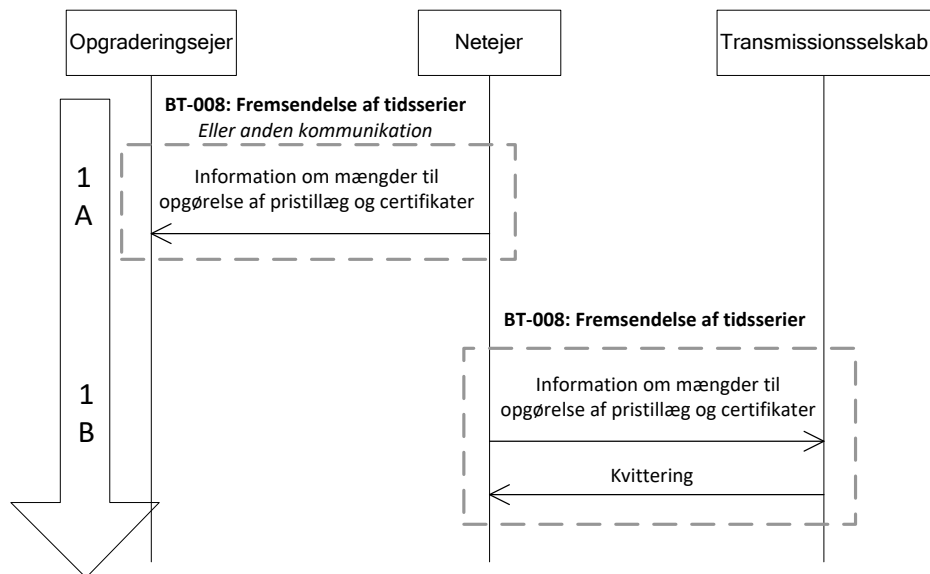 Opgraderingsejer
Netejer
Transmissionsselskab
BT-008: Fremsendelse af tidsserier
Eller anden kommunikation
1
A
Information om mængder til
opgørelse af pristillæg og certifikater
BT-008: Fremsendelse af tidsserier
1
B
Information om mængder til
opgørelse af pristillæg og certifikater
Kvittering